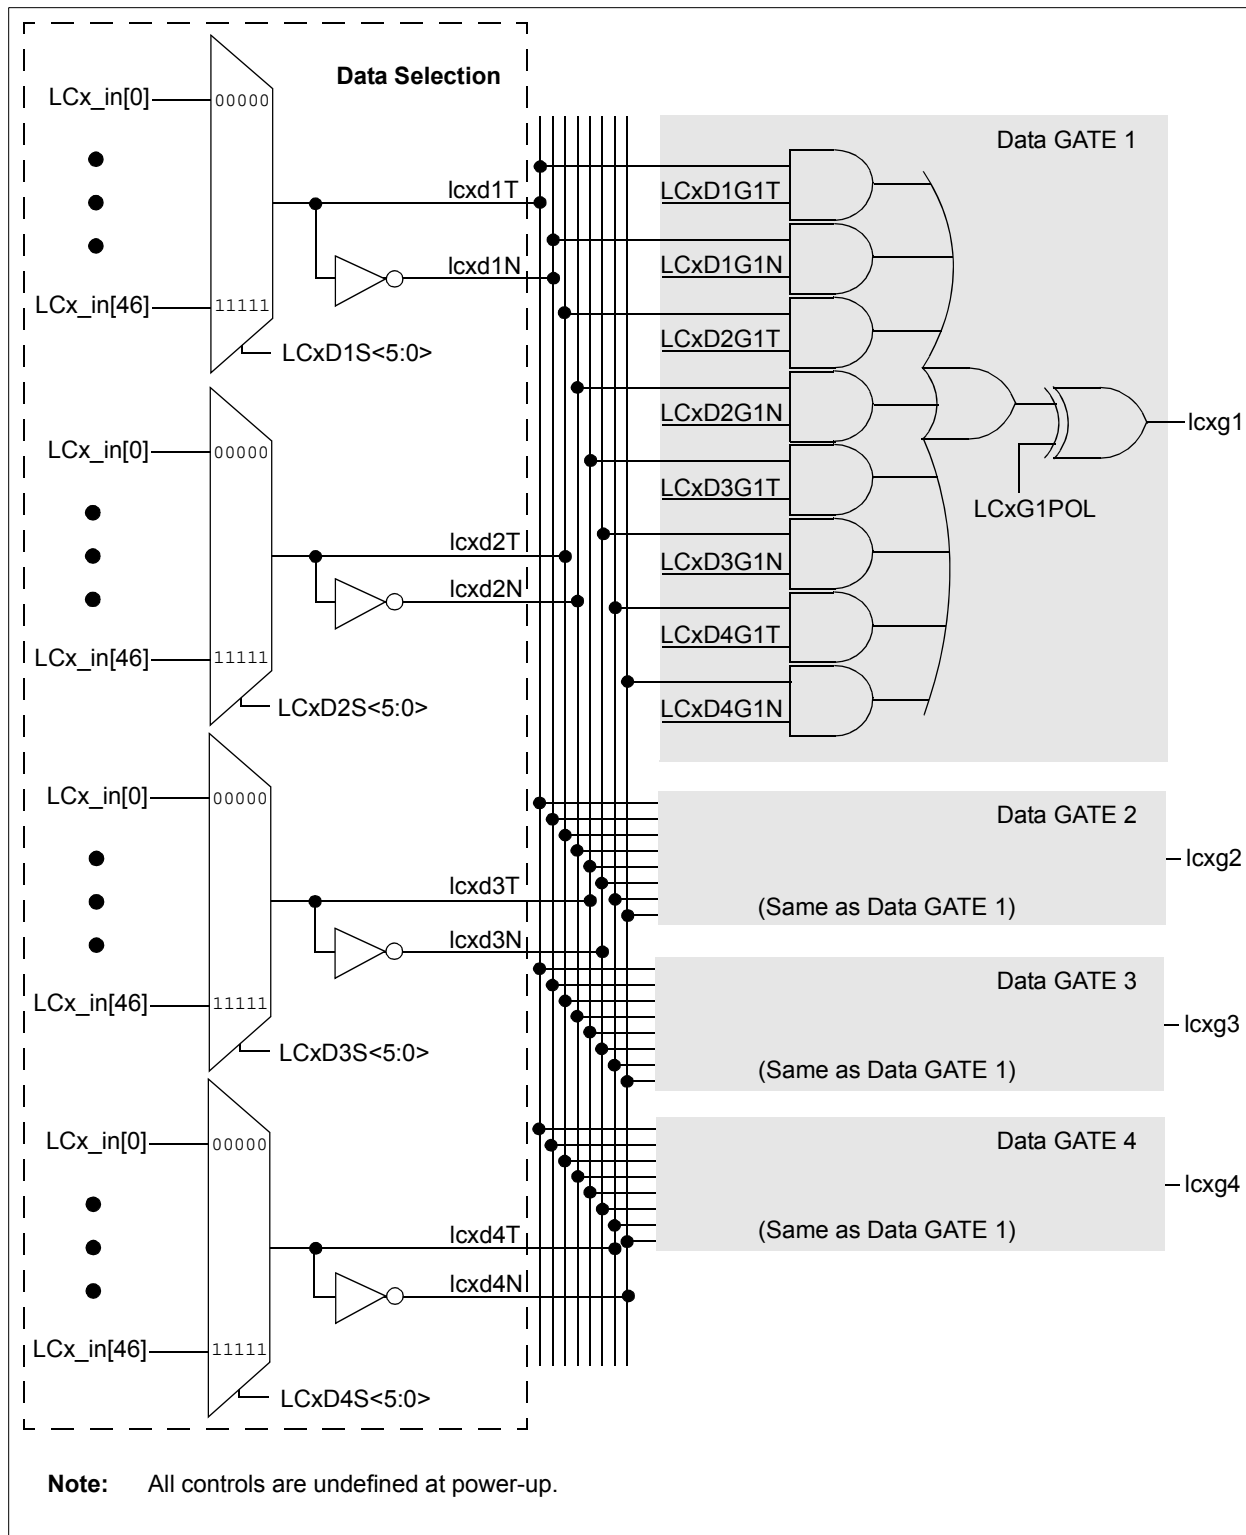 Data Selection
LCx_in[0]
00000
lcxd1T
lcxd1N
LCx_in[46]
11111
LCxD1S<5:0>
LCx_in[0]
00000
lcxd2T
lcxd2N
LCx_in[46]
11111
LCxD2S<5:0>
LCx_in[0]
00000
lcxd3T
lcxd3N
LCx_in[46]
11111
LCxD3S<5:0>
LCx_in[0]
00000
lcxd4T
lcxd4N
LCx_in[46]
11111
LCxD4S<5:0>
Data GATE 1
LCxD1G1T
LCxD1G1N
LCxD2G1T
LCxD2G1N
LCxD3G1T
LCxD3G1N
LCxD4G1T
LCxD4G1N
LCxG1POL
lcxg1
Data GATE 2
(Same as Data GATE 1)
lcxg2
Data GATE 3
(Same as Data GATE 1)
lcxg3
Data GATE 4
(Same as Data GATE 1)
lcxg4
Note: All controls are undefined at power-up.